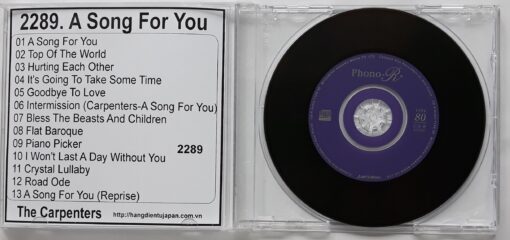 2289. A Song For You
01 A Song For You
02 Top Of The World
03 Hurting Each Other
04 It's Going To Take Some Time
05 Goodbye To Love
06 Intermission (Carpenters-A Song For You)
07 Bless The Beasts And Children
08 Flat Baroque
09 Piano Picker
10 I Won't Last A Day Without You
2289
11 Crystal Lullaby
12 Road Ode
13 A Song For You (Reprise)
The Carpenters
http://hangdientujapan.com.vn
Phono-R
80